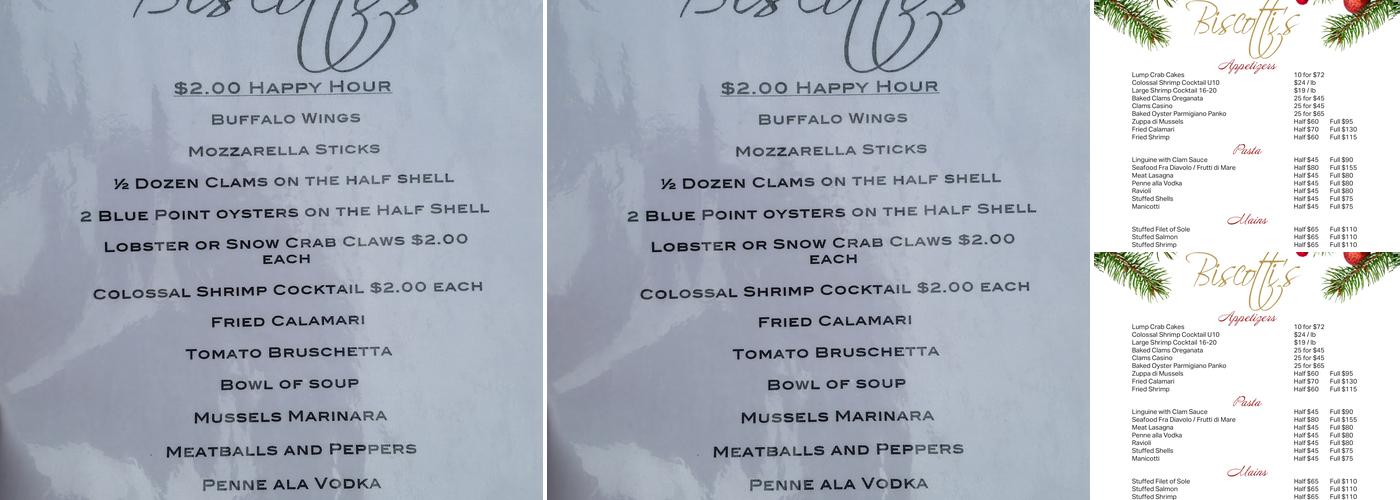 Biscotti's
$2.00 Happy Hour
Buffalo Wings
Mozzarella Sticks
½ Dozen Clams on the half shell
2 Blue Point oysters on the Half Shell
Lobster or Snow Crab Claws $2.00
each
Colossal Shrimp Cocktail $2.00 each
Fried Calamari
Tomato Bruschetta
Bowl of soup
Mussels Marinara
Meatballs and Peppers
Penne ala Vodka
Biscotti's
$2.00 Happy Hour
Buffalo Wings
Mozzarella Sticks
½ Dozen Clams on the half shell
2 Blue Point oysters on the Half Shell
Lobster or Snow Crab Claws $2.00
each
Colossal Shrimp Cocktail $2.00 each
Fried Calamari
Tomato Bruschetta
Bowl of soup
Mussels Marinara
Meatballs and Peppers
Penne ala Vodka
Biscotti's
Appetizers
Lump Crab Cakes 10 for $72
Colossal Shrimp Cocktail U10 $24 / lb
Large Shrimp Cocktail 16-20 $19 / lb
Baked Clams Oreganata 25 for $45
Clams Casino 25 for $45
Baked Oyster Parmigiano Panko 25 for $65
Zuppa di Mussels Half $60 Full $95
Fried Calamari Half $70 Full $130
Fried Shrimp Half $60 Full $115
Pasta
Linguine with Clam Sauce Half $45 Full $90
Seafood Fra Diavolo / Frutti di Mare Half $80 Full $155
Meat Lasagna Half $45 Full $80
Penne alla Vodka Half $45 Full $80
Ravioli Half $45 Full $80
Stuffed Shells Half $45 Full $75
Manicotti Half $45 Full $75
Mains
Stuffed Filet of Sole Half $65 Full $110
Stuffed Salmon Half $65 Full $110
Stuffed Shrimp Half $65 Full $110
Biscotti's
Appetizers
Lump Crab Cakes 10 for $72
Colossal Shrimp Cocktail U10 $24 / lb
Large Shrimp Cocktail 16-20 $19 / lb
Baked Clams Oreganata 25 for $45
Clams Casino 25 for $45
Baked Oyster Parmigiano Panko 25 for $65
Zuppa di Mussels Half $60 Full $95
Fried Calamari Half $70 Full $130
Fried Shrimp Half $60 Full $115
Pasta
Linguine with Clam Sauce Half $45 Full $90
Seafood Fra Diavolo / Frutti di Mare Half $80 Full $155
Meat Lasagna Half $45 Full $80
Penne alla Vodka Half $45 Full $80
Ravioli Half $45 Full $80
Stuffed Shells Half $45 Full $75
Manicotti Half $45 Full $75
Mains
Stuffed Filet of Sole Half $65 Full $110
Stuffed Salmon Half $65 Full $110
Stuffed Shrimp Half $65 Full $110